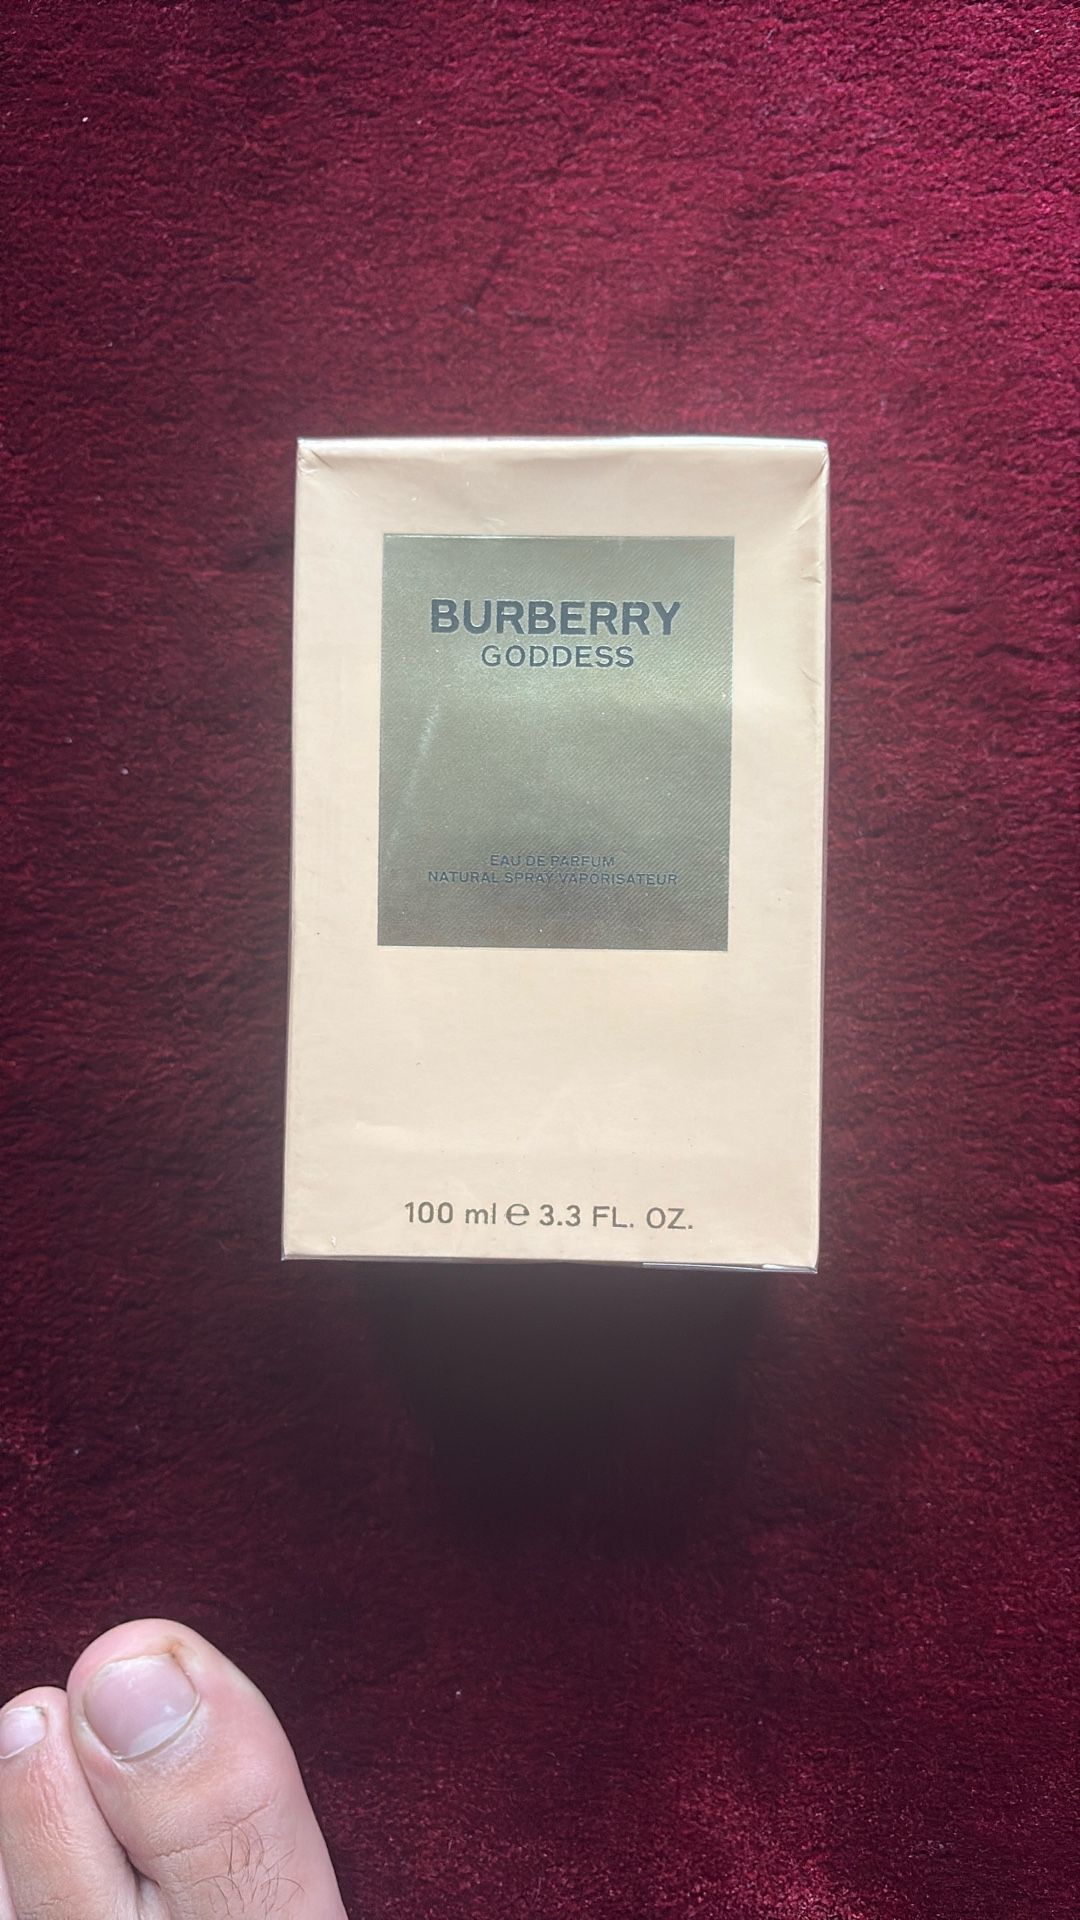 BURBERRY
GODDESS
EAU DE PARFUM
NATURAL SPRAY VAPORISATEUR
100 ml ℮ 3.3 FL. OZ.